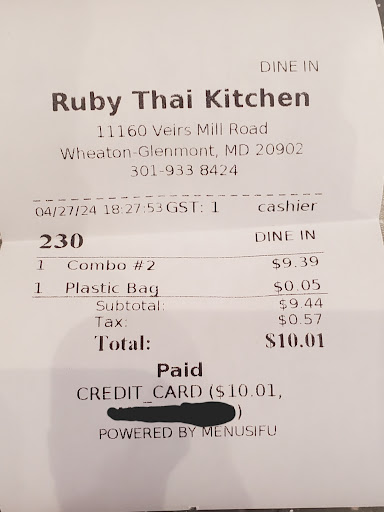 DINE IN
Ruby Thai Kitchen
11160 Veirs Mill Road
Wheaton-Glenmont, MD 20902
301-933 8424
04/27/24 18:27:53 GST: 1 cashier
230 DINE IN
1 Combo #2 $9.39
1 Plastic Bag $0.05
Subtotal: $9.44
Tax: $0.57
Total: $10.01
Paid
CREDIT_CARD ($10.01,
)
POWERED BY MENUSIFU